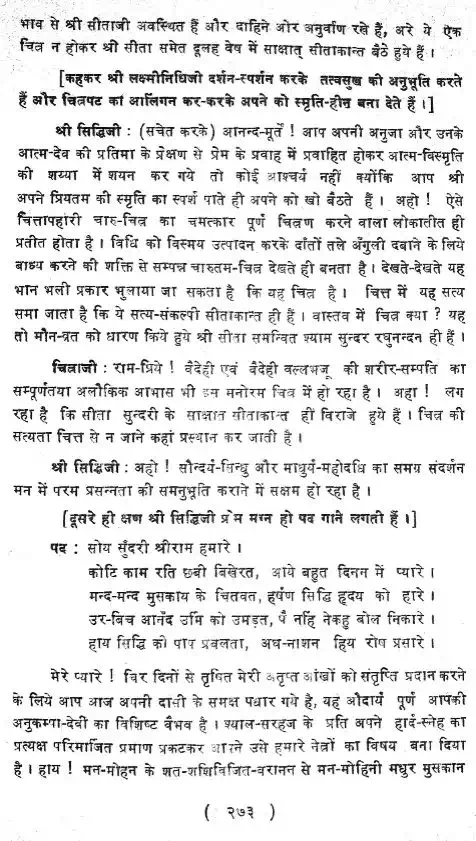 भाव से श्री सीताजी अवस्थित हैं और दाहिने ओर धनुर्वाण रखे हैं, अरे ये एक
चित्र न होकर श्री सीता समेत दूलह वेष में साक्षात् सीताकान्त बैठे हुये हैं ।
[कहकर श्री लक्ष्मीनिधिजी दर्शन-स्पर्शन करके तत्वसुख की अनुभूति करते
हैं और चित्रपट का आलिंगन कर-करके अपने को स्मृति-हीन बना देते हैं ।]
श्री सिद्धिजी : (सचेत करके) आनन्द-मूर्ते ! आप अपनी अनुजा और उनके
आत्म-देव की प्रतिमा के प्रेक्षण से प्रेम के प्रवाह में प्रवाहित होकर आत्म-विस्मृति
की शय्या में शयन कर गये तो कोई आश्चर्य नहीं क्योंकि आप श्री
अपने प्रियतम की स्मृति का स्पर्श पाते ही अपने को खो बैठते हैं । अहो ! ऐसे
चित्तापहारी चारु-चित्र का चमत्कार पूर्ण चित्रण करने वाला लोकातीत ही
प्रतीत होता है । विधि को विस्मय उत्पादन करके दाँतों तले अँगुली दबाने के लिये
बाध्य करने की शक्ति से सम्पन्न चारुतम-चित्र देखते ही बनता है । देखते-देखते यह
भान भली प्रकार भुलाया जा सकता है कि यह चित्र है । चित्त में यह सत्य
समा जाता है कि ये सत्य-संकल्पी सीताकान्त ही हैं । वास्तव में चित्र क्या ? यह
तो मौन-व्रत को धारण किये हुये श्री सीता समन्वित श्याम सुन्दर रघुनन्दन ही हैं ।
चित्राजी : राम-प्रिये ! वैदेही एवं वैदेही वल्लभजू की शरीर-सम्पति का
सम्पूर्णतया अलौकिक आभास भी इस मनोरम चित्र में हो रहा है । अहा ! लग
रहा है कि सीता सुन्दरी के साक्षात सीताकान्त ही विराजे हुये हैं । चित्र की
सत्यता चित्त से न जाने कहां प्रस्थान कर जाती है ।
श्री सिद्धिजी : अहो ! सौन्दर्य-सिन्धु और माधुर्य-महोदधि का समग्र संदर्शन
मन में परम प्रसन्नता की समनुभूति कराने में सक्षम हो रहा है ।
[दूसरे ही क्षण श्री सिद्धिजी प्रेम मग्न हो पद गाने लगती हैं ।]
पद : सोय सुंदरी श्रीराम हमारे ।
कोटि काम रति छबी बिखेरत, आये बहुत दिनन में प्यारे ।
मन्द-मन्द मुसकाय के चितवत, हर्षण सिद्धि हृदय को हारे ।
उर-बिच आनँद उर्मि को उमड़त, पै नहिं नेकहु बोल निकारे ।
हाय सिद्धि को पाप प्रबलता, अध-नाशन हिय रोष प्रसारे ।
मेरे प्यारे ! चिर दिनों से तृषित मेरी अतृप्त आंखों को संतृप्ति प्रदान करने
के लिये आप आज अपनी दासी के समक्ष पधार गये है, यह औदार्य पूर्ण आपकी
अनुकम्पा-देवी का विशिष्ट वैभव है । श्याल-सरहज के प्रति अपने हार्द-स्नेह का
प्रत्यक्ष परिमार्जित प्रमाण प्रकटकर आपने उसे हमारे नेत्रों का विषय बना दिया
है । हाय ! मन-मोहन के शत-शशिविजित-वरानन से मन-मोहिनी मधुर मुसकान
( २७३ )